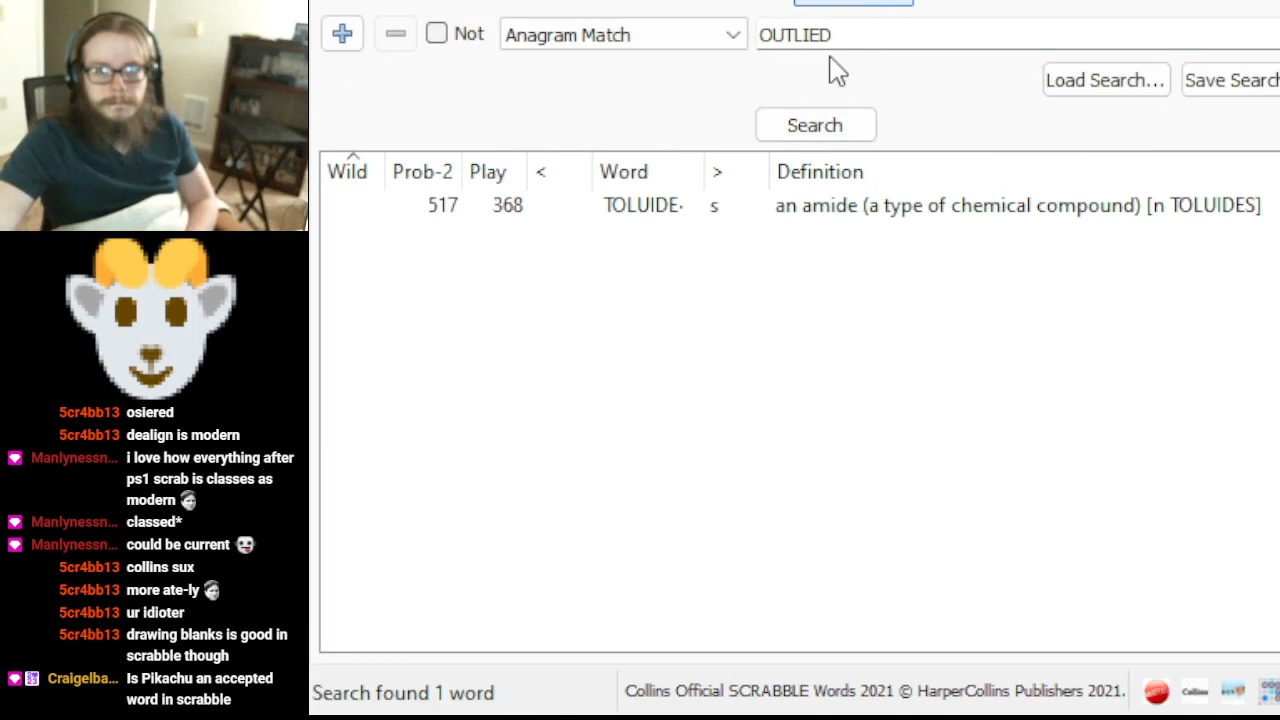 Not
Anagram Match
OUTLIED
Load Search...
Save Search
Search
Wild Prob-2 Play < Word > Definition
517 368 TOLUIDE· s an amide (a type of chemical compound) [n TOLUIDES]
5cr4bb13 osiered
5cr4bb13 dealign is modern
Manlynessn... i love how everything after
ps1 scrab is classes as
modern
Manlynessn... classed*
Manlynessn... could be current
5cr4bb13 collins sux
5cr4bb13 more ate-ly
5cr4bb13 ur idioter
5cr4bb13 drawing blanks is good in
scrabble though
Craigelba... Is Pikachu an accepted
word in scrabble
Search found 1 word
Collins Official SCRABBLE Words 2021 © HarperCollins Publishers 2021.
Collins